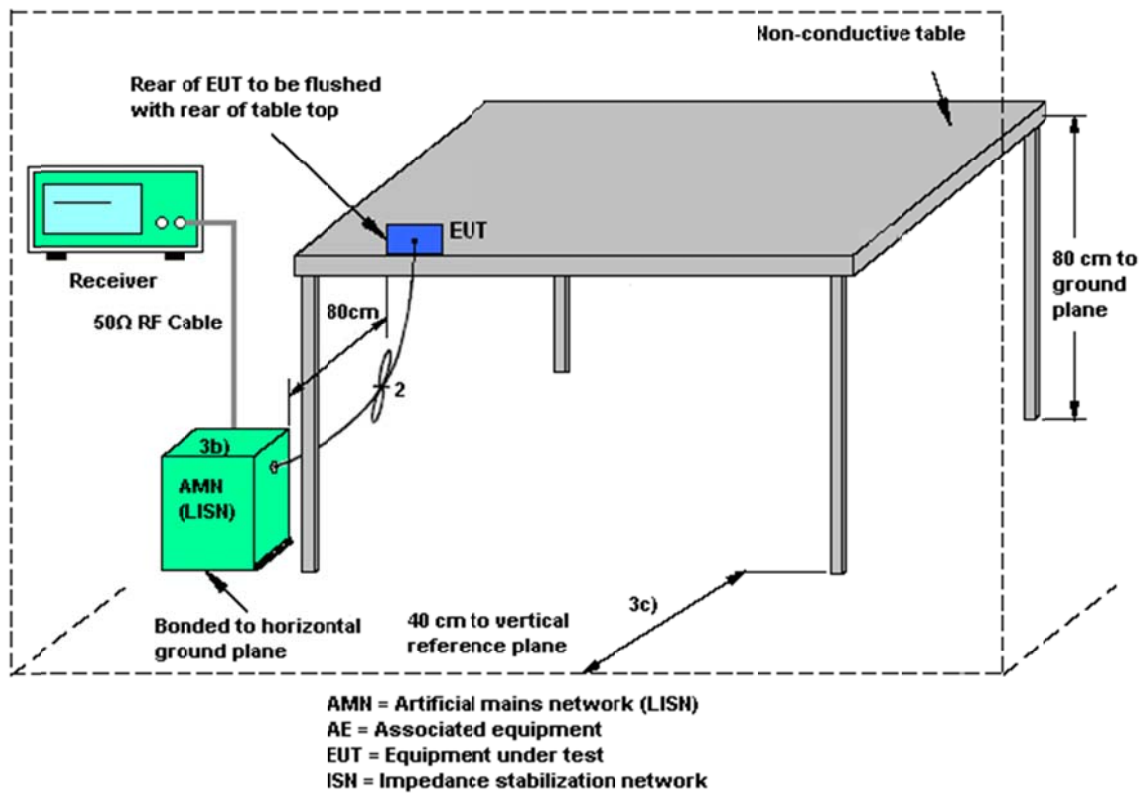 Non-conductive table
Rear of EUT to be flushed
with rear of table top
EUT
Receiver
80cm
80 cm to
ground
plane
50Ω RF Cable
2
3b)
AMN
(LISN)
3c)
Bonded to horizontal
ground plane
40 cm to vertical
reference plane
AMN = Artificial mains network (LISN)
AE = Associated equipment
EUT = Equipment under test
ISN = Impedance stabilization network